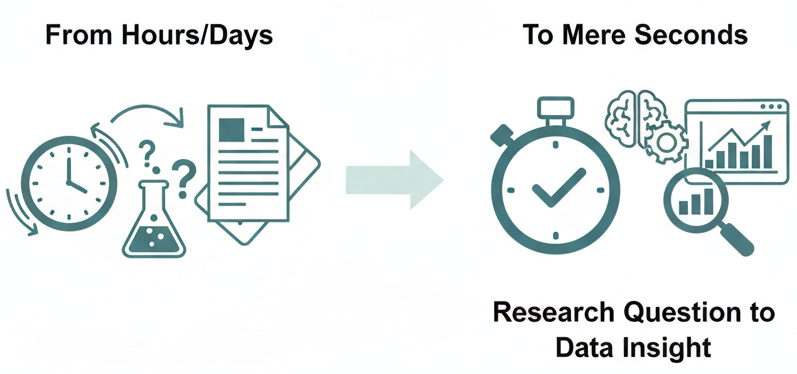 From Hours/Days
To Mere Seconds
? ?
Research Question to
Data Insight